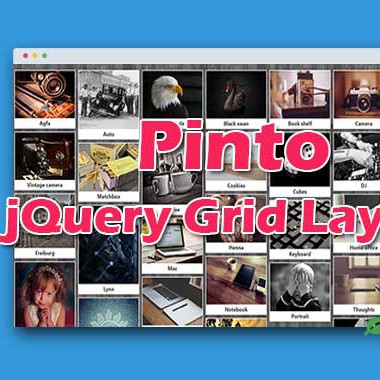 Agfa
Auto
Black swan
Book shelf
Camera
Pinto
Vintage camera
Matchbox
Cookies
Cubes
DJ
jQuery Grid Lay
Freiburg
Lynx
Mac
Henna
Keyboard
Home office
Notebook
Portrait
Thoughts